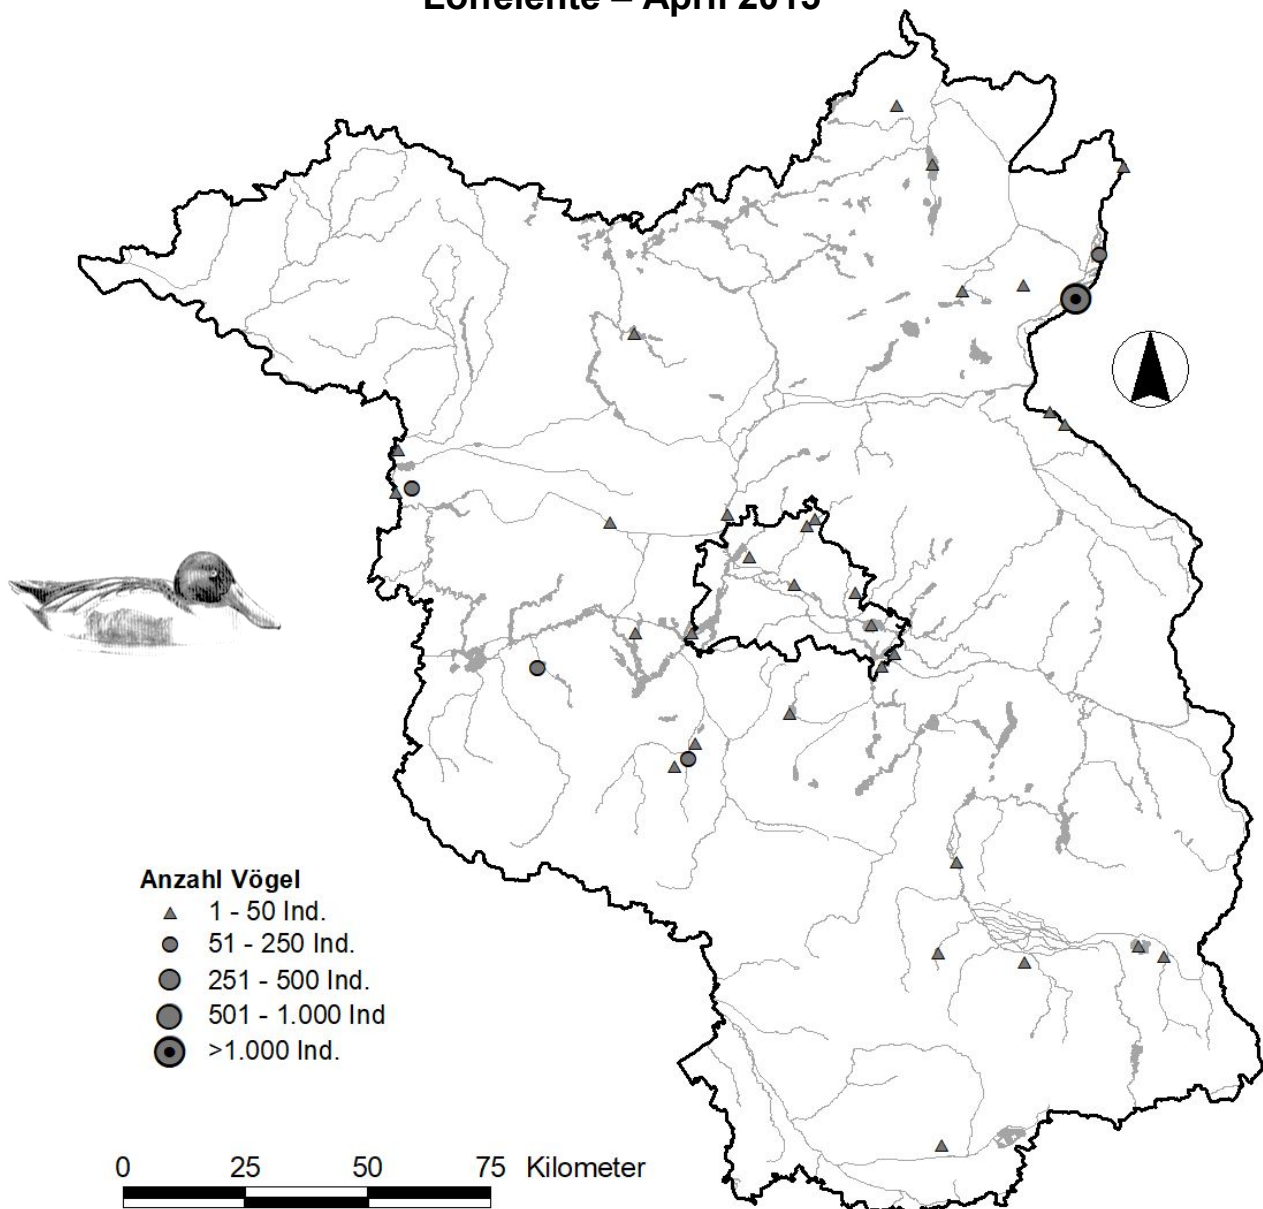 Löffelente – April 2015
Anzahl Vögel
1 - 50 Ind.
51 - 250 Ind.
251 - 500 Ind.
501 - 1.000 Ind
>1.000 Ind.
0 25 50 75 Kilometer